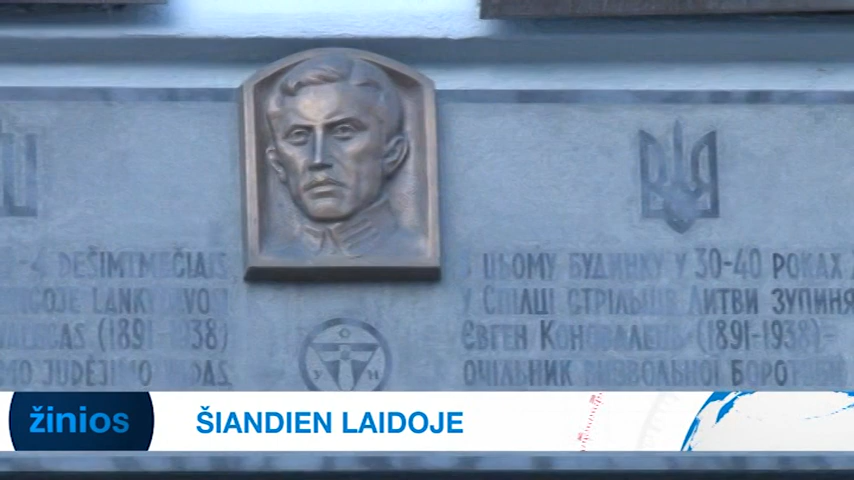 -4 DEŠIMTMEČIAIS
LANKYDAVOSI
(1891-1938)
JUDĖJIMO VADAS
ЦЬОМУ БУДИНКУ У 30-40 РОКАХ
У СПІЛЦІ СТРІЛЬЦІВ ЛИТВИ
ЄВГЕН КОНОВАЛЕЦЬ (1891-1938)-
ОЧІЛЬНИК ВИЗВОЛЬНОЇ БОРОТЬБИ
О
У Н
žinios
ŠIANDIEN LAIDOJE